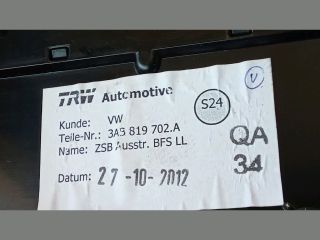 TRW Automotive
S24
V
Kunde: VW
Teile-Nr.: 3AB 819 702.A
Name: ZSB Ausstr. BFS LL
QA
34
Datum: 27-10-2012